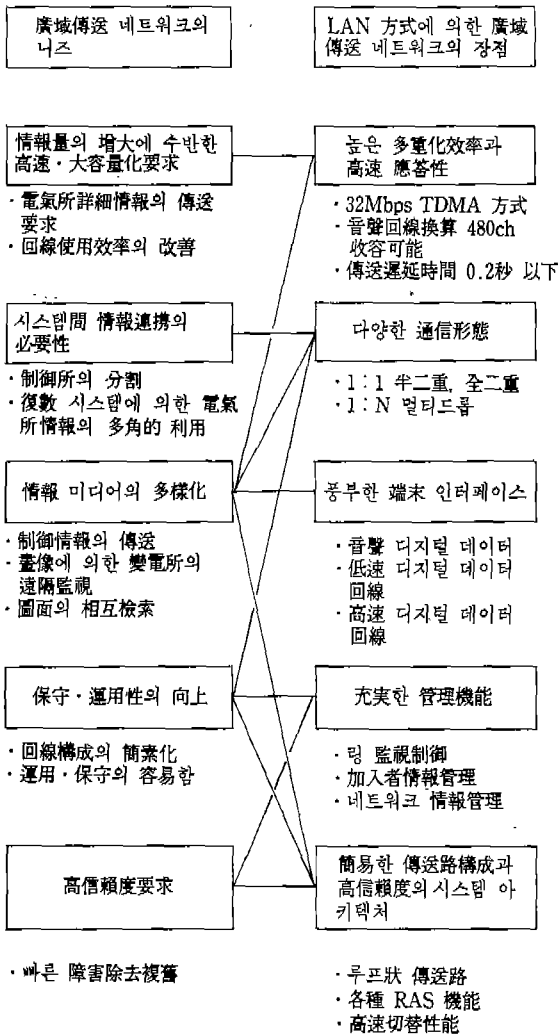 廣域傳送 네트워크의
니즈
LAN 方式에 의한 廣域
傳送 네트워크의 장점
情報量의 增大에 수반한
高速·大容量化要求
· 電氣所詳細情報의 傳送
要求
· 回線使用效率의 改善
높은 多重化效率과
高速 應答性
· 32Mbps TDMA 方式
· 音聲回線換算 480ch
收容可能
· 傳送遲延時間 0.2秒 以下
시스템間 情報連携의
必要性
· 制御所의 分割
· 復數 시스템에 의한 電氣
所情報의 多角的 利用
다양한 通信形態
· 1：1 半二重, 全二重
· 1：N 멀티드롭
情報 미디어의 多樣化
· 制御情報의 傳送
· 畫像에 의한 變電所의
遠隔監視
· 圖面의 相互檢索
풍부한 端末 인터페이스
· 音聲 디지털 데이터
· 低速 디지털 데이터
回線
· 高速 디지털 데이터
回線
保守·運用性의 向上
· 回線構成의 簡素化
· 運用·保守의 容易함
充実한 管理機能
· 링 監視制御
· 加入者情報管理
· 네트워크 情報管理
高信賴度要求
· 빠른 障害除去複舊
簡易한 傳送路構成과
高信賴度의 시스템 아
키텍처
· 루프狀 傳送路
· 各種 RAS 機能
· 高速切替性能